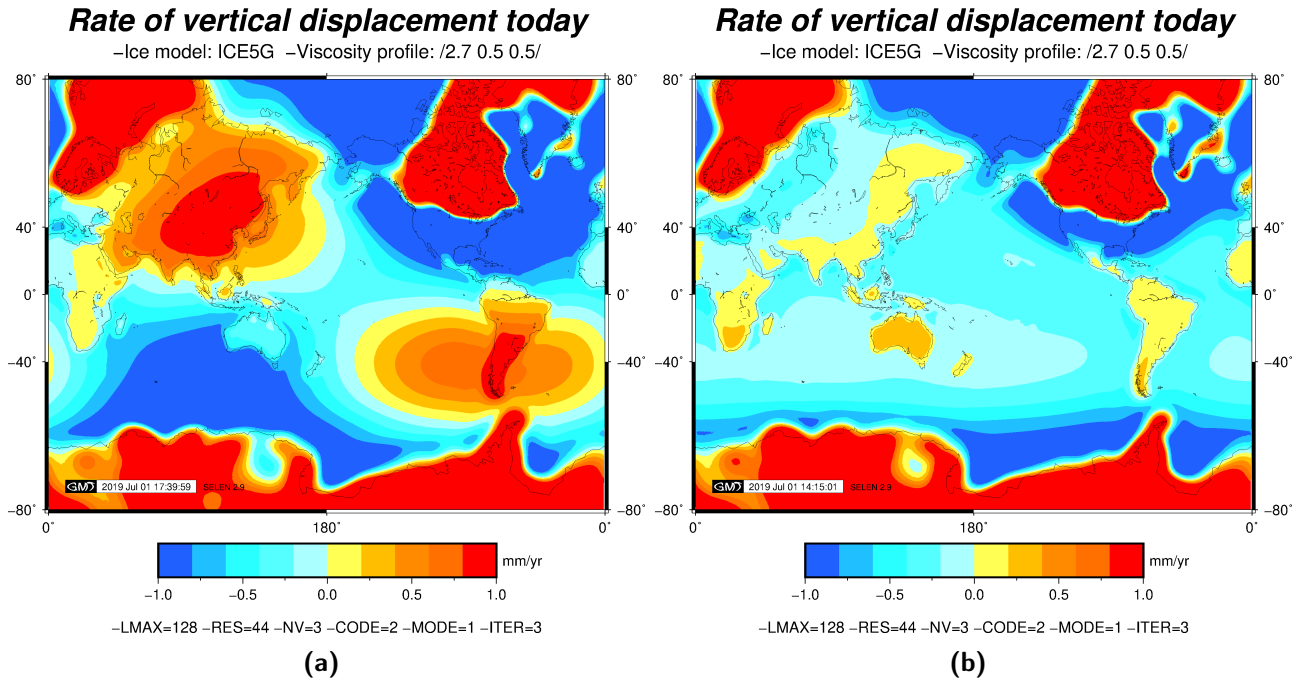 Rate of vertical displacement today
−Ice model: ICE5G −Viscosity profile: /2.7 0.5 0.5/
80˚ 80˚
40˚ 40˚
0˚ 0˚
−40˚ −40˚
−80˚ −80˚
GMT 2019 Jul 01 17:39:59 SELEN 2.9
0˚ 180˚ 0˚
mm/yr
−1.0 −0.5 0.0 0.5 1.0
−LMAX=128 −RES=44 −NV=3 −CODE=2 −MODE=1 −ITER=3
(a)
Rate of vertical displacement today
−Ice model: ICE5G −Viscosity profile: /2.7 0.5 0.5/
80˚ 80˚
40˚ 40˚
0˚ 0˚
−40˚ −40˚
−80˚ −80˚
GMT 2019 Jul 01 14:15:01 SELEN 2.9
0˚ 180˚ 0˚
mm/yr
−1.0 −0.5 0.0 0.5 1.0
−LMAX=128 −RES=44 −NV=3 −CODE=2 −MODE=1 −ITER=3
(b)